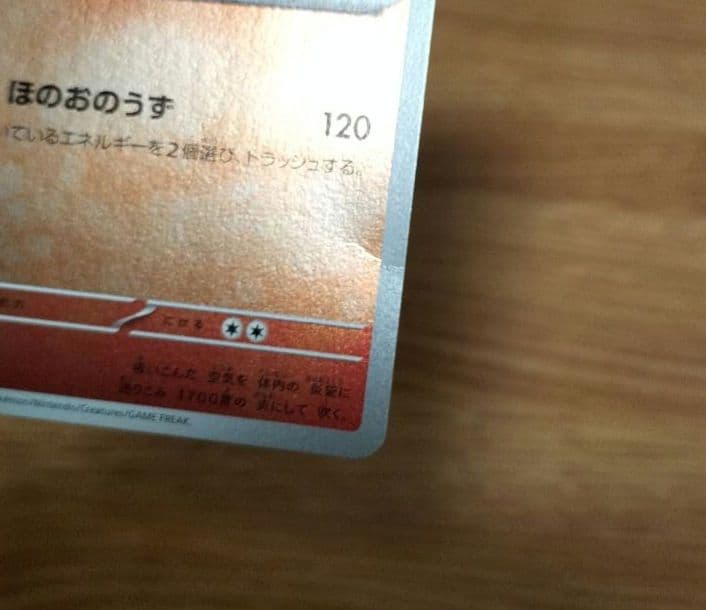 ほのおのうず 120
ているエネルギーを2個選び、トラッシュする。
にげる
吸いこんだ 空気を 体内の 炎袋に
送りこみ 1700度の 炎にして 吹く。
Pokémon/Nintendo/Creatures/GAME FREAK.